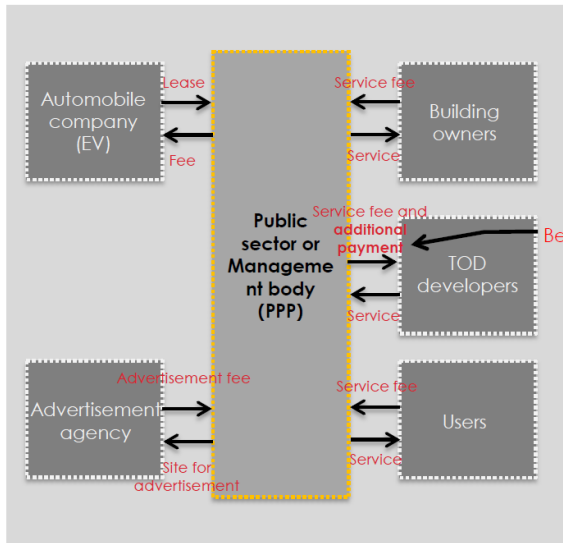 Lease
Automobile
company
(EV)
Fee
Service fee
Building
owners
Service
Public
sector or
Manageme
nt body
(PPP)
Service fee and
additional
payment
Be
TOD
developers
Service
Advertisement fee
Advertisement
agency
Site for
advertisement
Service fee
Users
Service